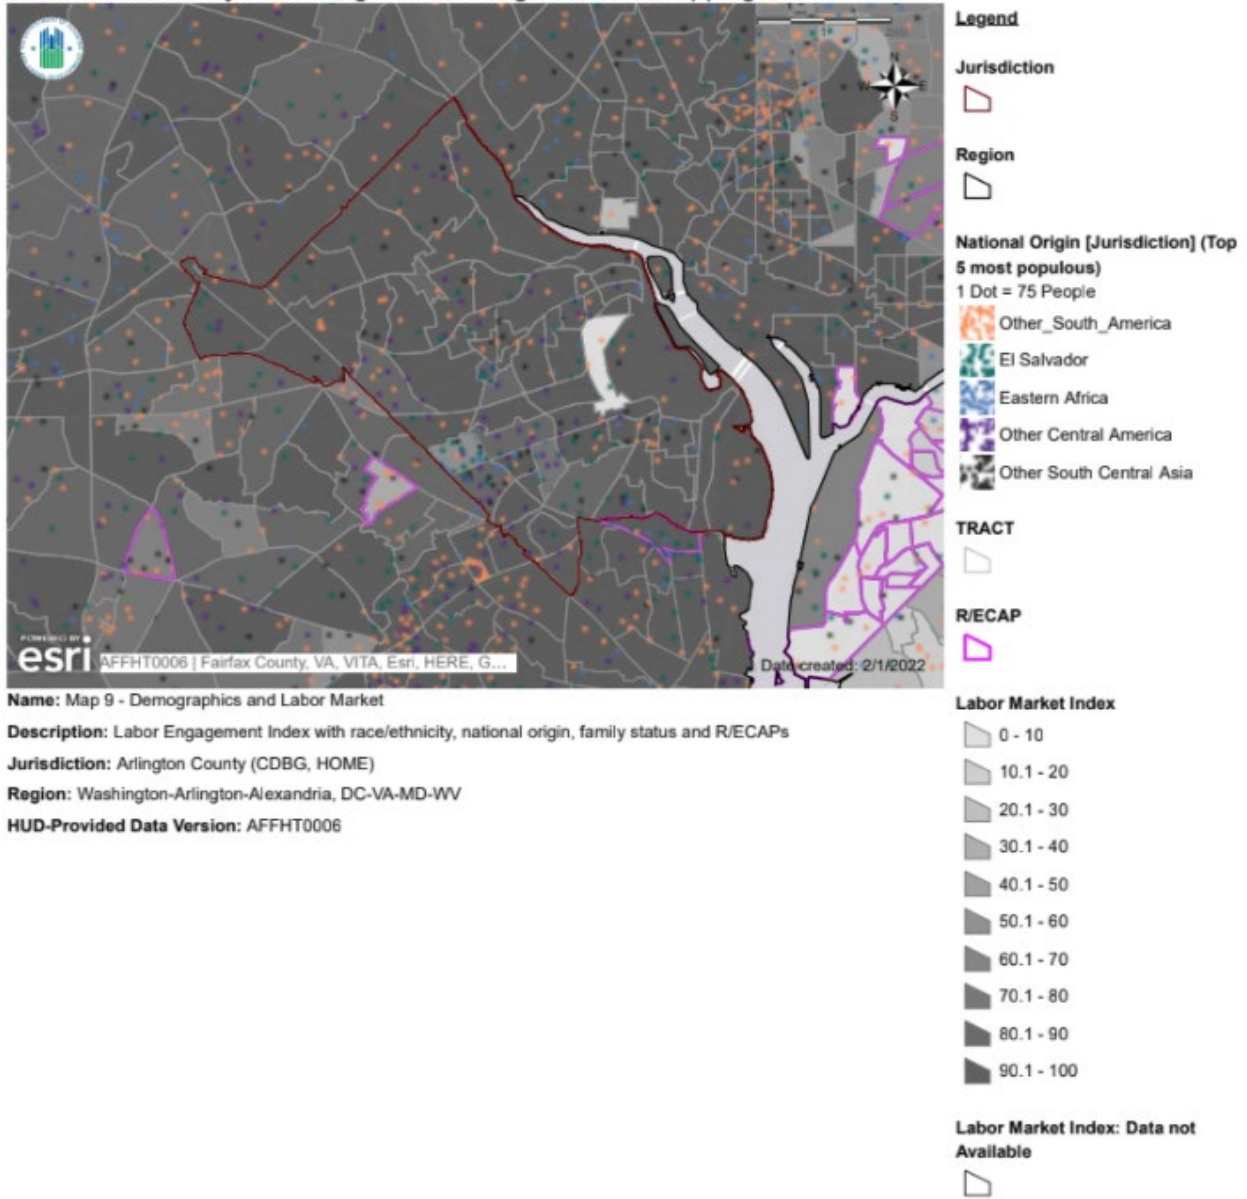 1
N
W
E
S
POWERED BY
esri
AFFHT0006 | Fairfax County, VA, VITA, Esri, HERE, G...
Date created: 2/1/2022
Name: Map 9 - Demographics and Labor Market
Description: Labor Engagement Index with race/ethnicity, national origin, family status and R/ECAPs
Jurisdiction: Arlington County (CDBG, HOME)
Region: Washington-Arlington-Alexandria, DC-VA-MD-WV
HUD-Provided Data Version: AFFHT0006
Legend
Jurisdiction
Region
National Origin [Jurisdiction] (Top
5 most populous)
1 Dot = 75 People
Other_South_America
El Salvador
Eastern Africa
Other Central America
Other South Central Asia
TRACT
R/ECAP
Labor Market Index
0 - 10
10.1 - 20
20.1 - 30
30.1 - 40
40.1 - 50
50.1 - 60
60.1 - 70
70.1 - 80
80.1 - 90
90.1 - 100
Labor Market Index: Data not
Available